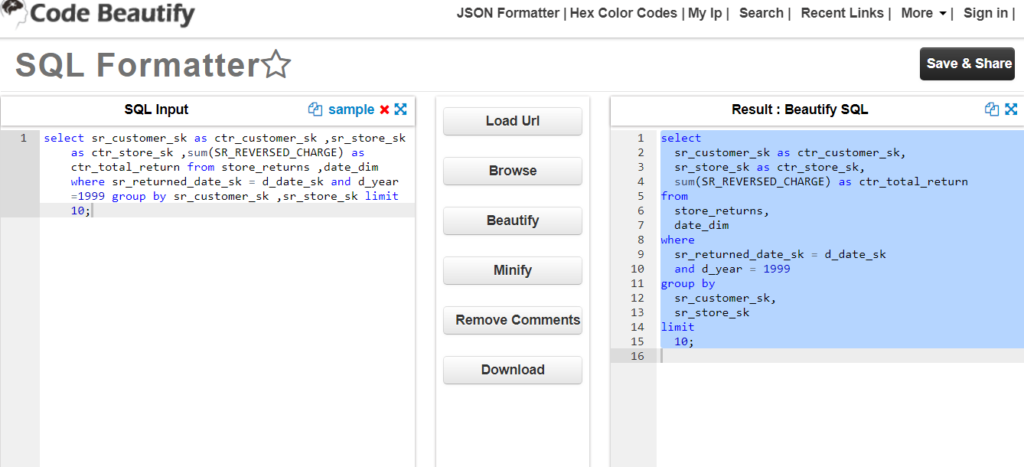 Code Beautify
JSON Formatter | Hex Color Codes | My Ip | Search | Recent Links | More | Sign in |
SQL Formatter
Save & Share
SQL Input
sample
1 select sr_customer_sk as ctr_customer_sk ,sr_store_sk
as ctr_store_sk ,sum(SR_REVERSED_CHARGE) as
ctr_total_return from store_returns ,date_dim
where sr_returned_date_sk = d_date_sk and d_year
=1999 group by sr_customer_sk ,sr_store_sk limit
10;
Load Url
Browse
Beautify
Minify
Remove Comments
Download
Result : Beautify SQL
1 select
2 sr_customer_sk as ctr_customer_sk,
3 sr_store_sk as ctr_store_sk,
4 sum(SR_REVERSED_CHARGE) as ctr_total_return
5 from
6 store_returns,
7 date_dim
8 where
9 sr_returned_date_sk = d_date_sk
10 and d_year = 1999
11 group by
12 sr_customer_sk,
13 sr_store_sk
14 limit
15 10;
16